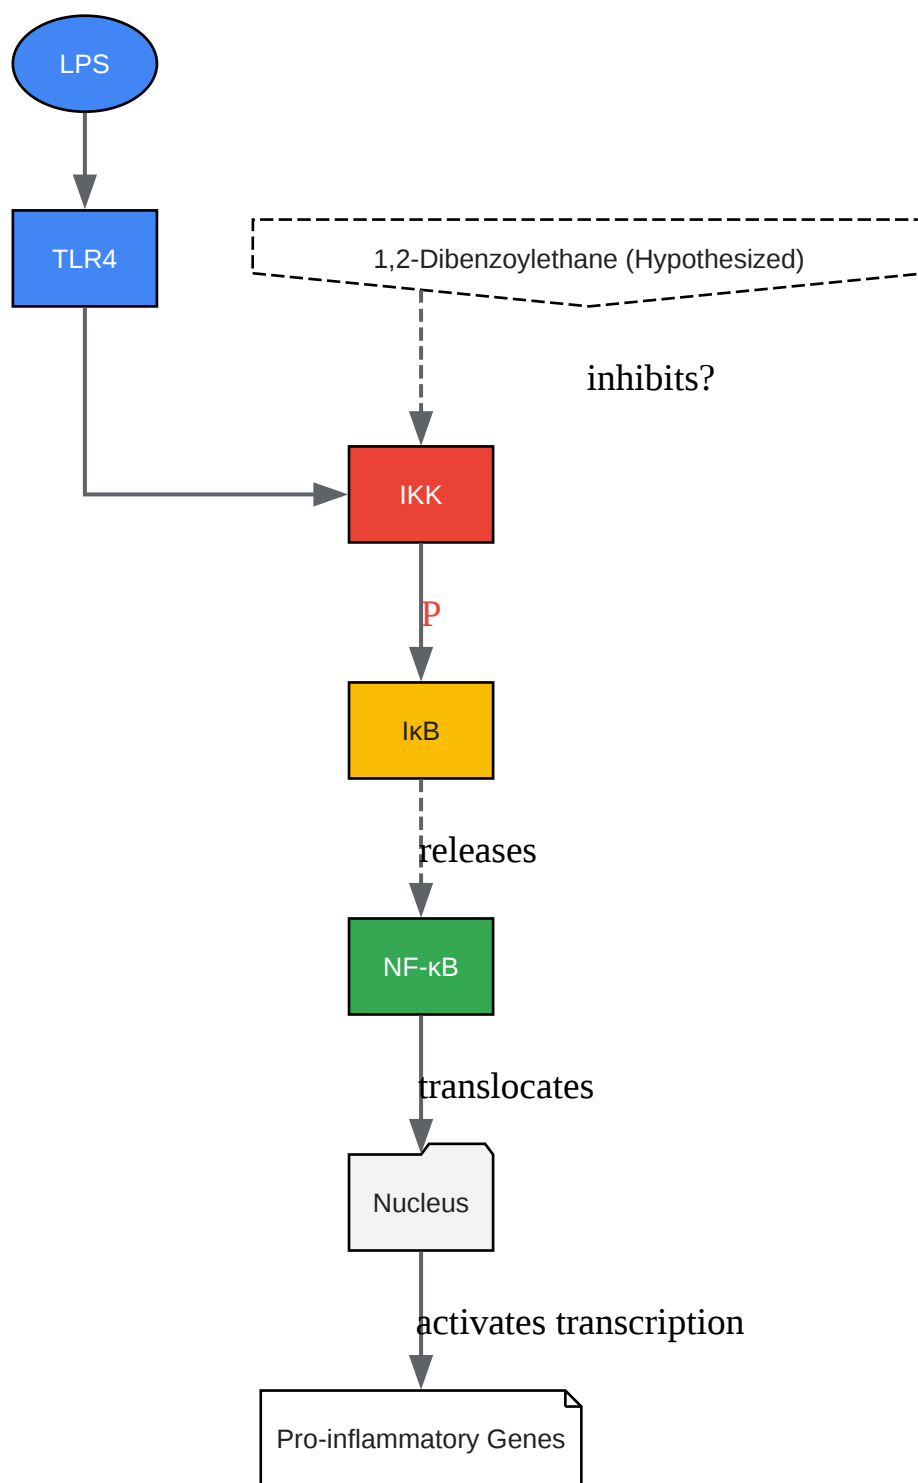 LPS
TLR4
1,2-Dibenzoylethane (Hypothesized)
inhibits?
IKK
P
IκB
releases
NF-κB
translocates
Nucleus
activates transcription
Pro-inflammatory Genes